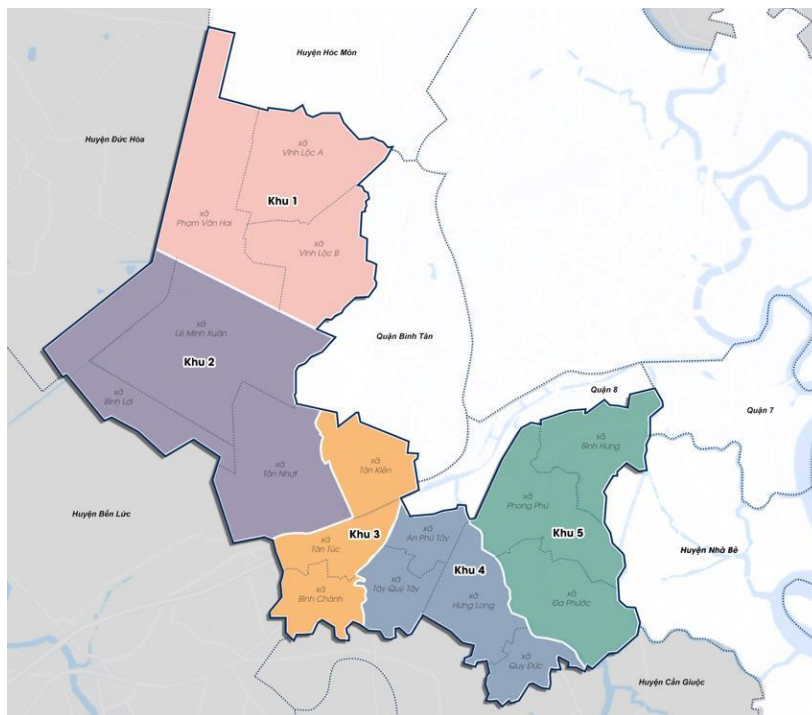 Huyện Hóc Môn
Huyện Đức Hòa
xã
Vĩnh Lộc A
Khu 1
xã
Phạm Văn Hai
xã
Vĩnh Lộc B
xã
Lê Minh Xuân
Quận Bình Tân
Khu 2
xã
Bình Lợi
Quận 8
Quận 7
xã
Bình Hưng
xã
Tân Nhựt
xã
Tân Kiên
xã
Phong Phú
Huyện Bến Lức
Khu 3
xã
An Phú Tây
Khu 5
xã
Tân Túc
Huyện Nhà Bè
Khu 4
xã
Tây Quý Tây
xã
Bình Chánh
xã
Hưng Long
xã
Đa Phước
xã
Quy Đức
Huyện Cần Giuộc